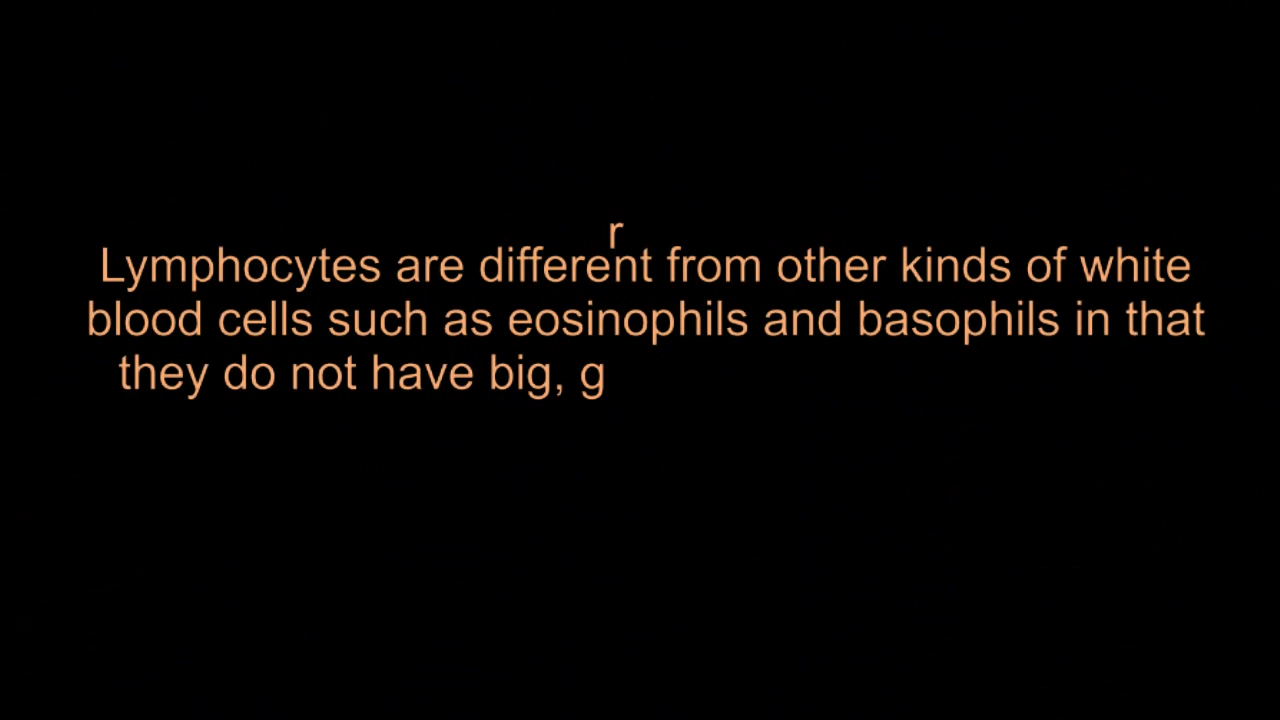 r
Lymphocytes are different from other kinds of white
blood cells such as eosinophils and basophils in that
they do not have big, g